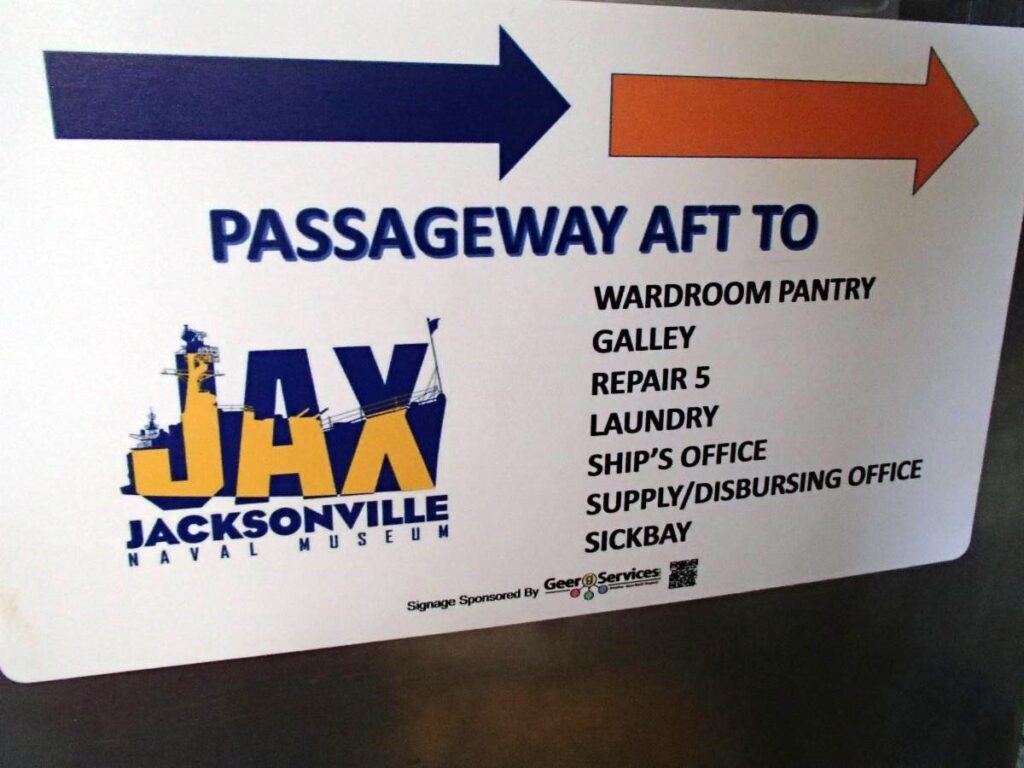 PASSAGEWAY AFT TO
WARDROOM PANTRY
GALLEY
REPAIR 5
LAUNDRY
SHIP'S OFFICE
SUPPLY/DISBURSING OFFICE
SICKBAY
JAX
JACKSONVILLE
NAVAL MUSEUM
Signage Sponsored By Geer Services